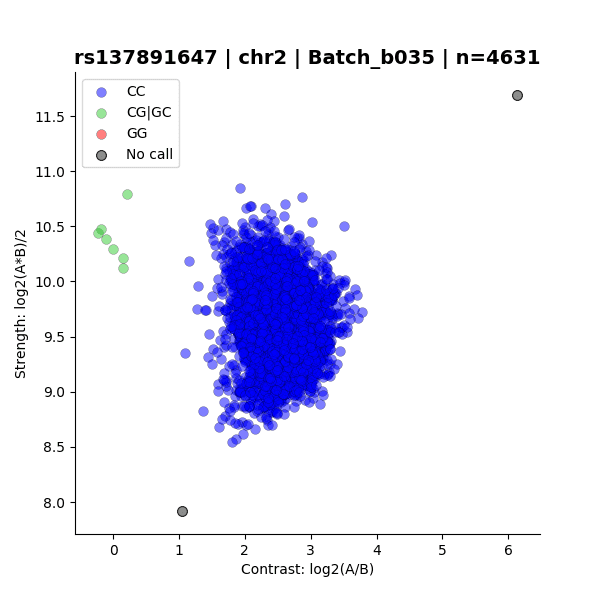 rs137891647 | chr2 | Batch_b035 | n=4631
CC
CG|GC
GG
No call
11.5
11.0
10.5
10.0
9.5
9.0
8.5
8.0
Strength: log2(A*B)/2
0 1 2 3 4 5 6
Contrast: log2(A/B)